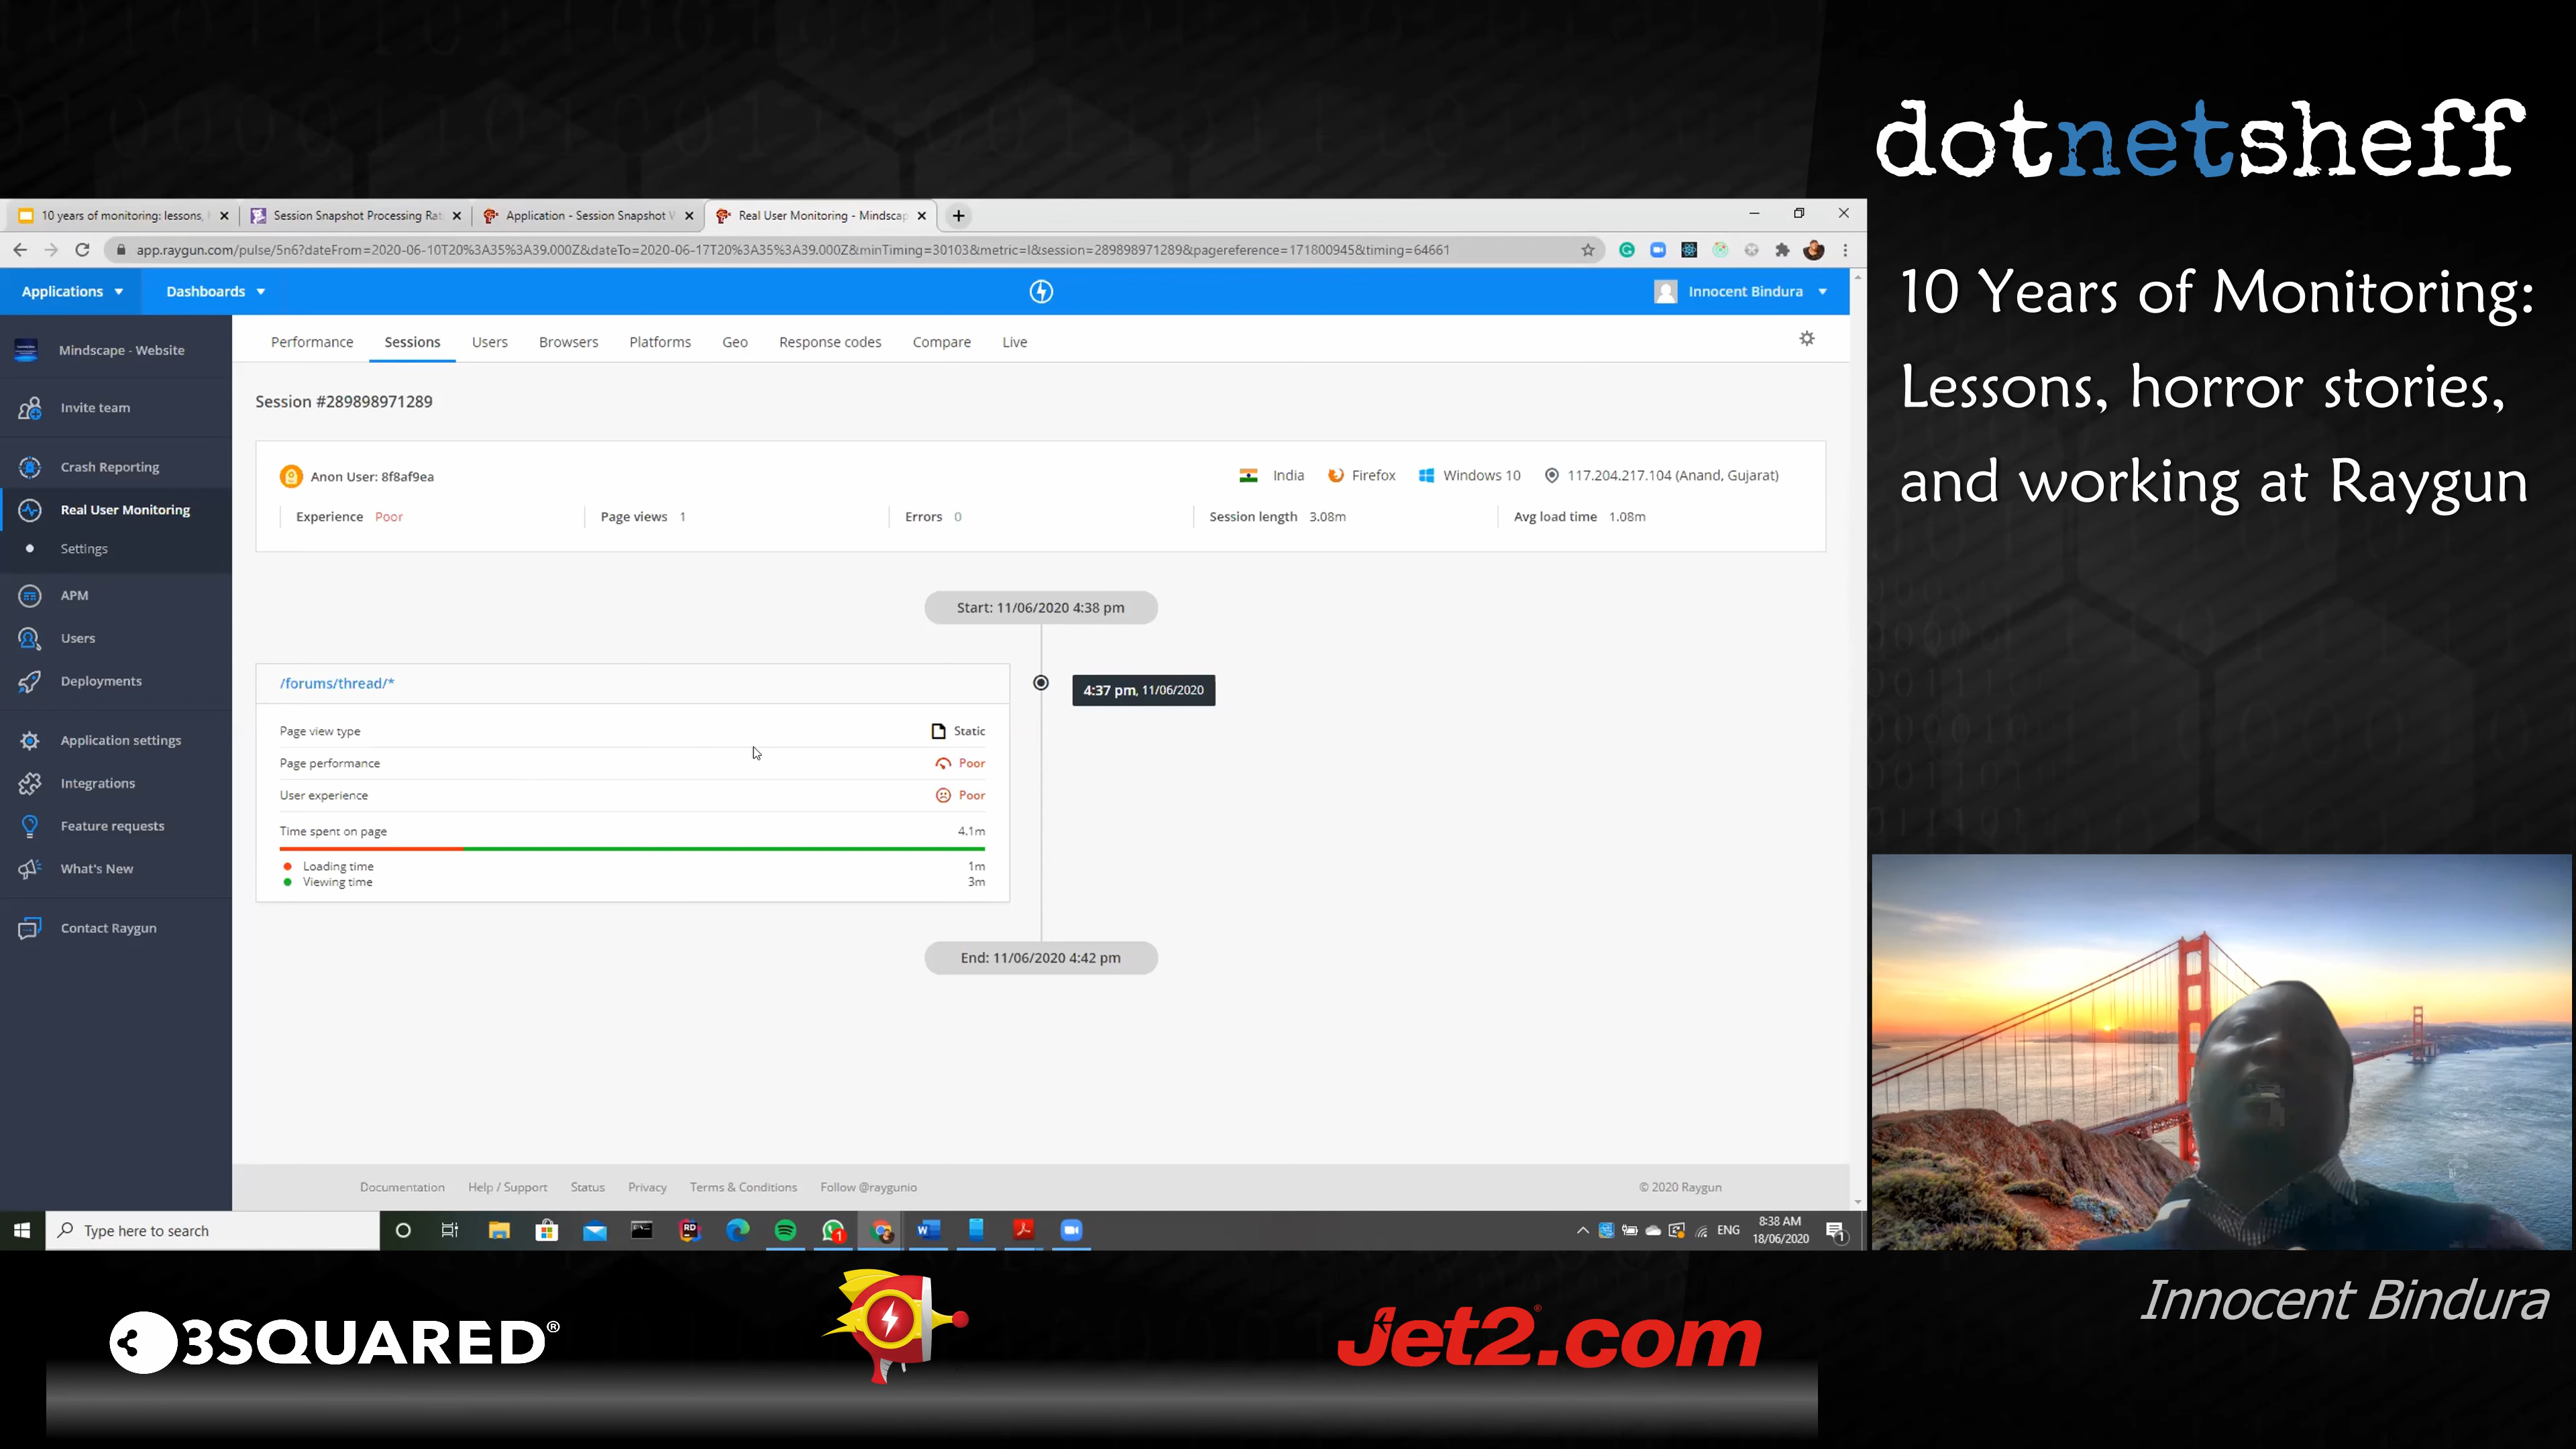 dotnetsheff
10 Years of Monitoring:
Lessons, horror stories,
and working at Raygun
10 years of monitoring: lessons,
Session Snapshot Processing Rat
Application - Session Snapshot V
Real User Monitoring - Mindscap
app.raygun.com/pulse/5n6?dateFrom=2020-06-10T20%3A35%3A39.000Z&dateTo=2020-06-17T20%3A35%3A39.000Z&minTiming=30103&metric=l&session=289898971289&pagereference=171800945&timing=64661
Applications
Dashboards
Innocent Bindura
Mindscape - Website
Invite team
Crash Reporting
Real User Monitoring
Settings
APM
Users
Deployments
Application settings
Integrations
Feature requests
What's New
Contact Raygun
Performance Sessions Users Browsers Platforms Geo Response codes Compare Live
Session #289898971289
Anon User: 8f8af9ea
India Firefox Windows 10 117.204.217.104 (Anand, Gujarat)
Experience Poor Page views 1 Errors 0 Session length 3.08m Avg load time 1.08m
Start: 11/06/2020 4:38 pm
/forums/thread/*
4:37 pm, 11/06/2020
Page view type Static
Page performance Poor
User experience Poor
Time spent on page 4.1m
Loading time 1m
Viewing time 3m
End: 11/06/2020 4:42 pm
Documentation Help / Support Status Privacy Terms & Conditions Follow @raygunio © 2020 Raygun
Type here to search
RD
1
ENG
8:38 AM
18/06/2020
1
3SQUARED®
Jet2.com®
Innocent Bindura